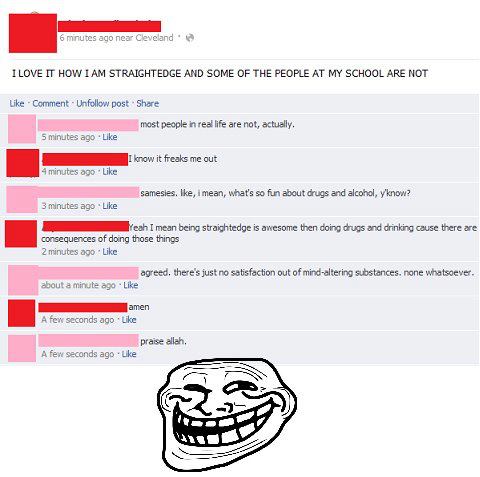 6 minutes ago near Cleveland ·
I LOVE IT HOW I AM STRAIGHTEDGE AND SOME OF THE PEOPLE AT MY SCHOOL ARE NOT
Like · Comment · Unfollow post · Share
most people in real life are not, actually.
5 minutes ago · Like
I know it freaks me out
4 minutes ago · Like
samesies. like, i mean, what's so fun about drugs and alcohol, y'know?
3 minutes ago · Like
Yeah I mean being straightedge is awesome then doing drugs and drinking cause there are
consequences of doing those things
2 minutes ago · Like
agreed. there's just no satisfaction out of mind-altering substances. none whatsoever.
about a minute ago · Like
amen
A few seconds ago · Like
praise allah.
A few seconds ago · Like